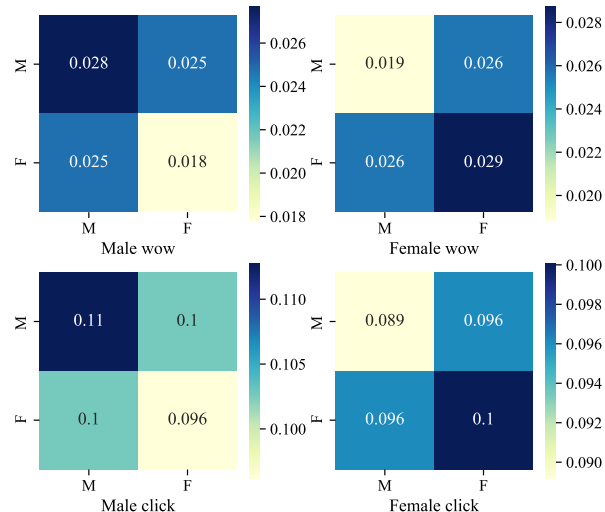 M 0.028 0.025
F 0.025 0.018
M F
Male wow
0.026
0.024
0.022
0.020
0.018
M 0.019 0.026
F 0.026 0.029
M F
Female wow
0.028
0.026
0.024
0.022
0.020
M 0.11 0.1
F 0.1 0.096
M F
Male click
0.110
0.105
0.100
M 0.089 0.096
F 0.096 0.1
M F
Female click
0.100
0.098
0.096
0.094
0.092
0.090